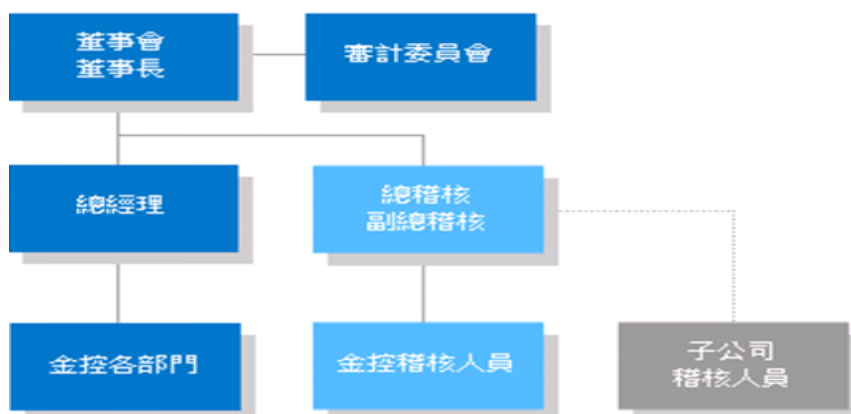 董事會
董事長
審計委員會
總經理
總稽核
副總稽核
金控各部門
金控稽核人員
子公司
稽核人員